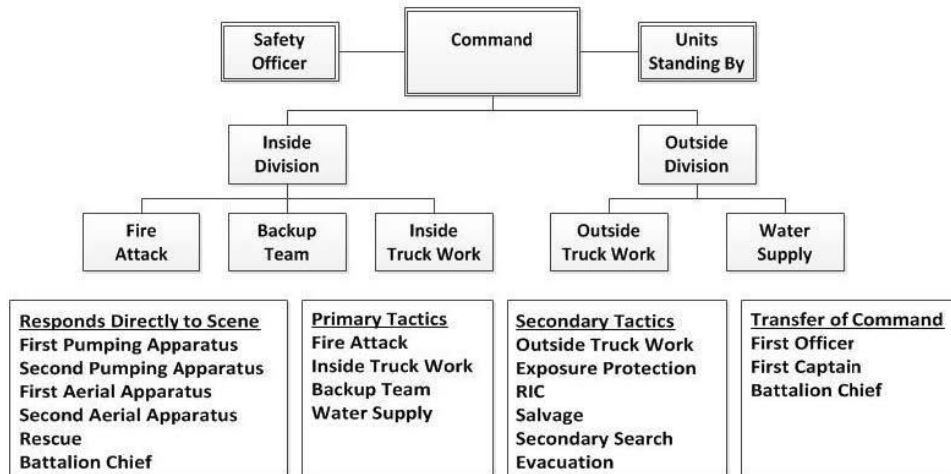 Safety
Officer
Command
Units
Standing By
Inside
Division
Outside
Division
Fire
Attack
Backup
Team
Inside
Truck Work
Outside
Truck Work
Water
Supply
Responds Directly to Scene
First Pumping Apparatus
Second Pumping Apparatus
First Aerial Apparatus
Second Aerial Apparatus
Rescue
Battalion Chief
Primary Tactics
Fire Attack
Inside Truck Work
Backup Team
Water Supply
Secondary Tactics
Outside Truck Work
Exposure Protection
RIC
Salvage
Secondary Search
Evacuation
Transfer of Command
First Officer
First Captain
Battalion Chief